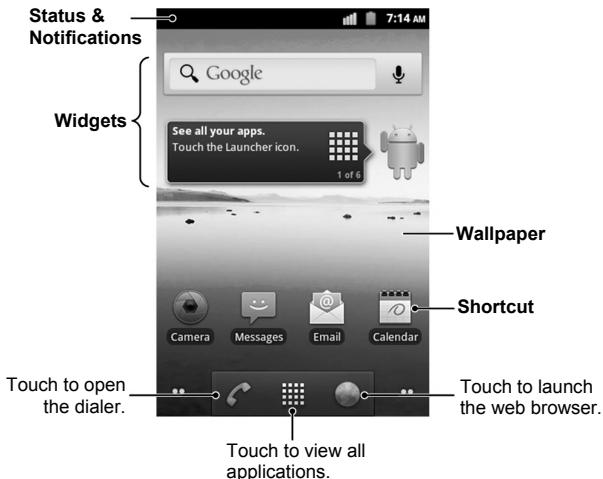 Status &
Notifications
7:14 AM
Google
Widgets
See all your apps.
Touch the Launcher icon.
1 of 6
Wallpaper
Shortcut
Camera
Messages
Email
Calendar
Touch to open
the dialer.
Touch to launch
the web browser.
Touch to view all
applications.